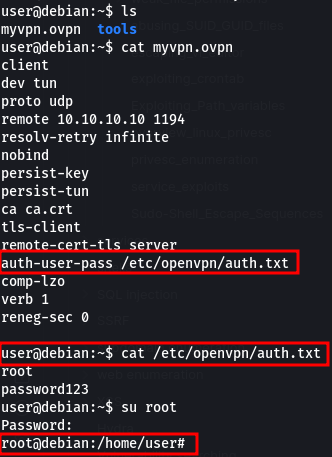 user@debian:~$ ls
myvpn.ovpn  tools
user@debian:~$ cat myvpn.ovpn
client
dev tun
proto udp
remote 10.10.10.10 1194
resolv-retry infinite
nobind
persist-key
persist-tun
ca ca.crt
tls-client
remote-cert-tls server
auth-user-pass /etc/openvpn/auth.txt
comp-lzo
verb 1
reneg-sec 0

user@debian:~$ cat /etc/openvpn/auth.txt
root
password123
user@debian:~$ su root
Password:
root@debian:/home/user#